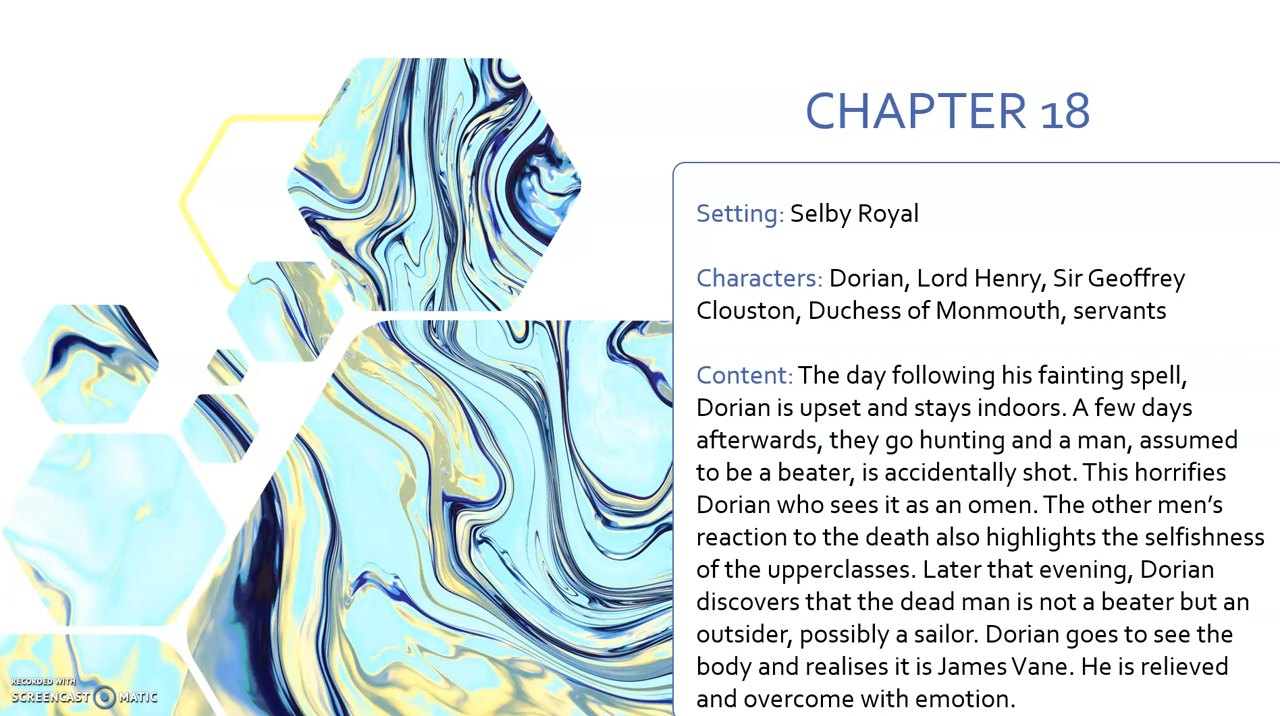 CHAPTER 18
Setting: Selby Royal
Characters: Dorian, Lord Henry, Sir Geoffrey
Clouston, Duchess of Monmouth, servants
Content: The day following his fainting spell,
Dorian is upset and stays indoors. A few days
afterwards, they go hunting and a man, assumed
to be a beater, is accidentally shot. This horrifies
Dorian who sees it as an omen. The other men’s
reaction to the death also highlights the selfishness
of the upperclasses. Later that evening, Dorian
discovers that the dead man is not a beater but an
outsider, possibly a sailor. Dorian goes to see the
body and realises it is James Vane. He is relieved
and overcome with emotion.
RECORDED WITH
SCREENCAST MATIC